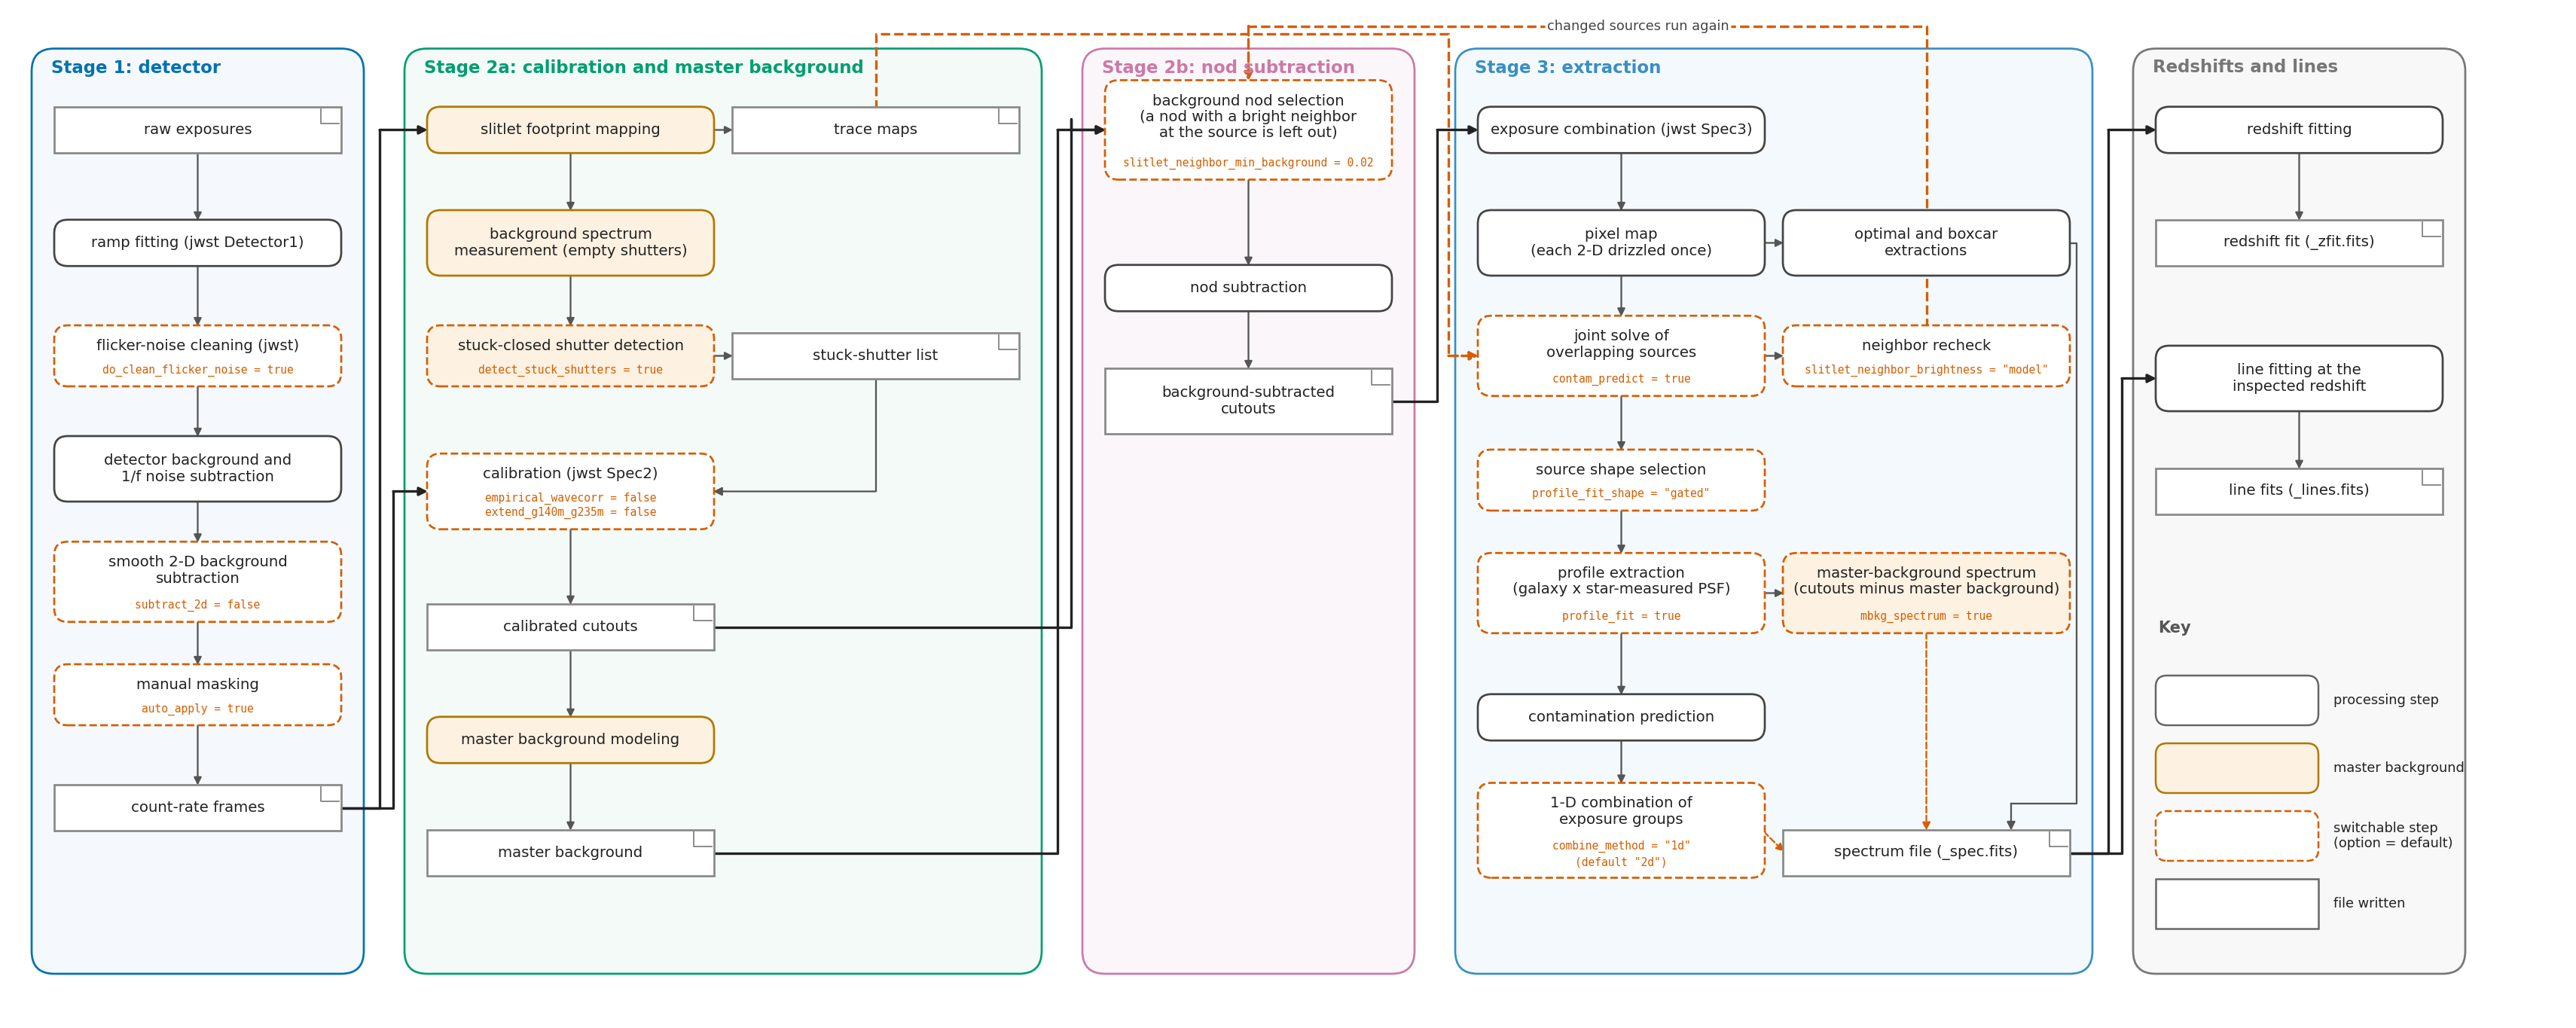 changed sources run again
Stage 1: detector
raw exposures
ramp fitting (jwst Detector1)
flicker-noise cleaning (jwst)
do_clean_flicker_noise = true
detector background and
1/f noise subtraction
smooth 2-D background
subtraction
subtract_2d = false
manual masking
auto_apply = true
count-rate frames
Stage 2a: calibration and master background
slitlet footprint mapping
trace maps
background spectrum
measurement (empty shutters)
stuck-closed shutter detection
detect_stuck_shutters = true
stuck-shutter list
calibration (jwst Spec2)
empirical_wavecorr = false
extend_g140m_g235m = false
calibrated cutouts
master background modeling
master background
Stage 2b: nod subtraction
background nod selection
(a nod with a bright neighbor
at the source is left out)
slitlet_neighbor_min_background = 0.02
nod subtraction
background-subtracted
cutouts
Stage 3: extraction
exposure combination (jwst Spec3)
pixel map
(each 2-D drizzled once)
optimal and boxcar
extractions
joint solve of
overlapping sources
contam_predict = true
neighbor recheck
slitlet_neighbor_brightness = "model"
source shape selection
profile_fit_shape = "gated"
profile extraction
(galaxy x star-measured PSF)
profile_fit = true
master-background spectrum
(cutouts minus master background)
mbkg_spectrum = true
contamination prediction
1-D combination of
exposure groups
combine_method = "1d"
(default "2d")
spectrum file (_spec.fits)
Redshifts and lines
redshift fitting
redshift fit (_zfit.fits)
line fitting at the
inspected redshift
line fits (_lines.fits)
Key
processing step
master background
switchable step
(option = default)
file written